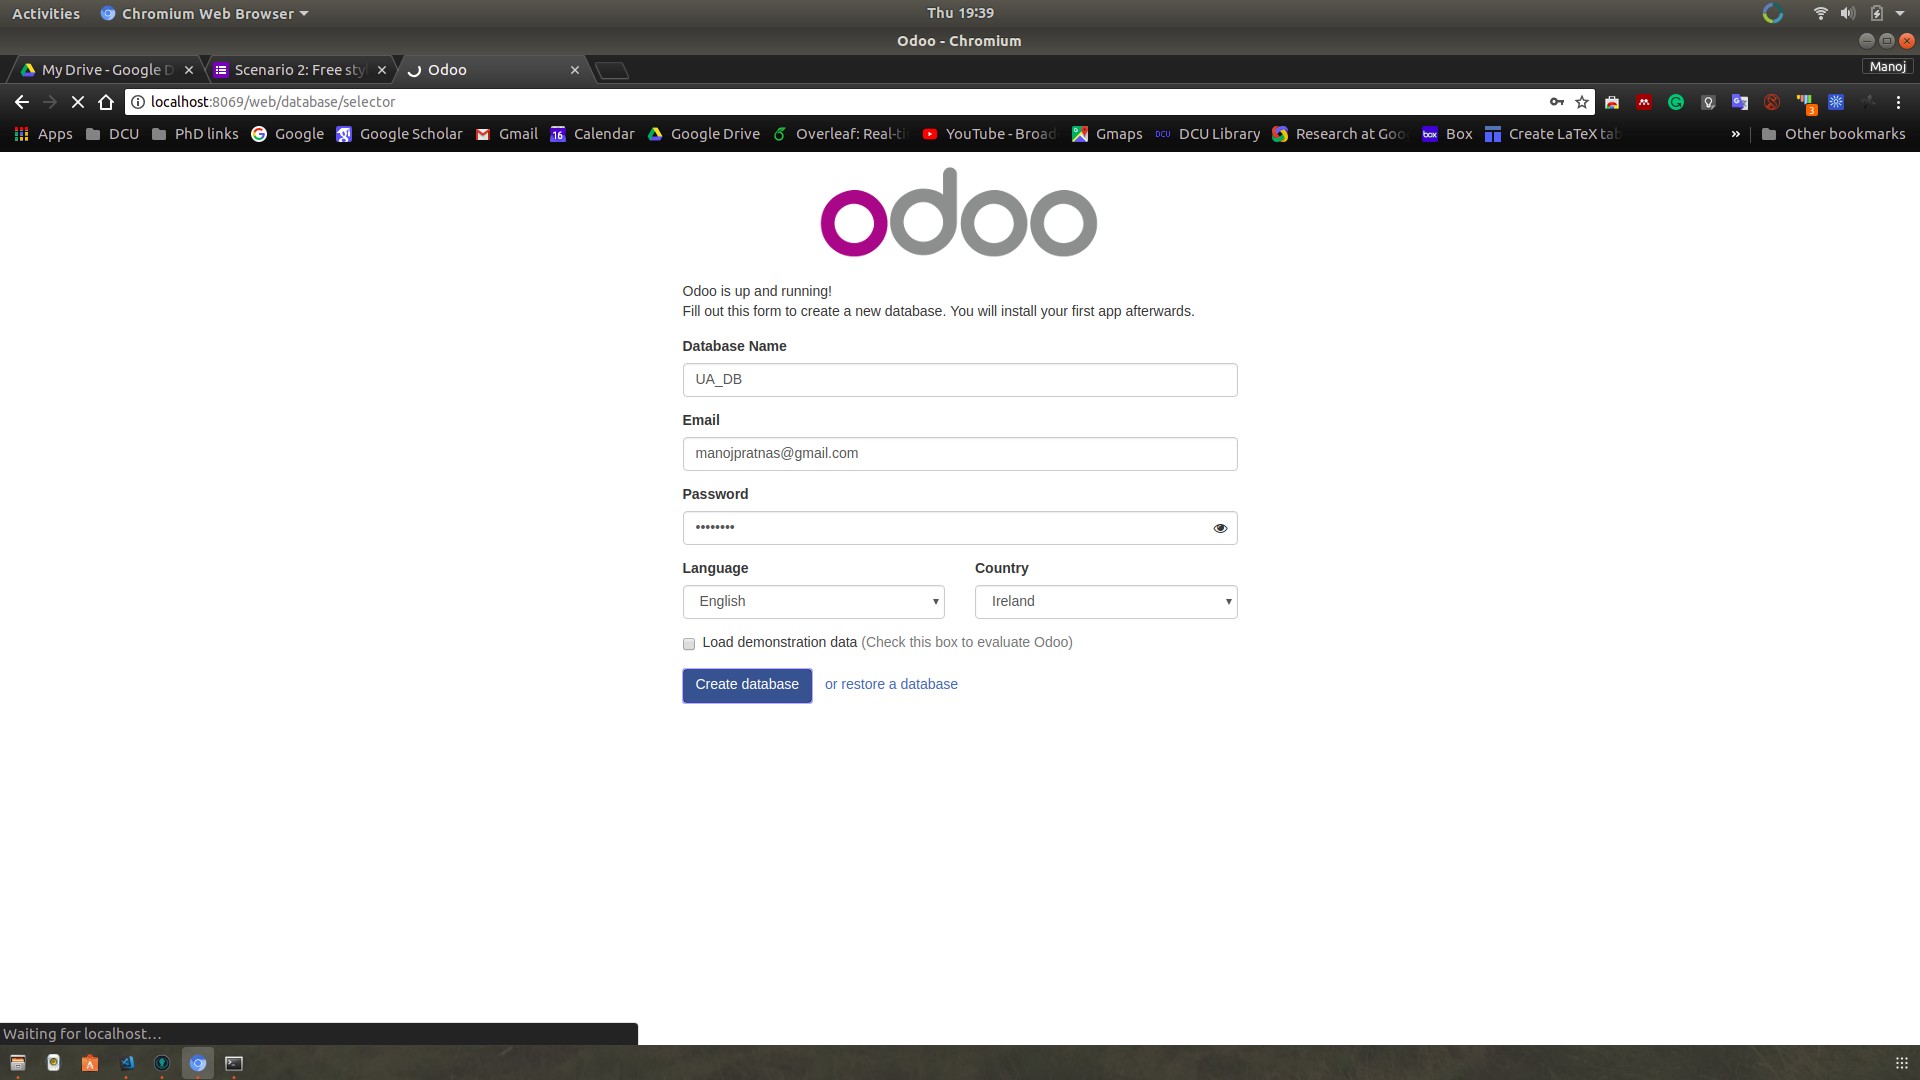 Activities
Chromium Web Browser
Thu 19:39
Odoo - Chromium
My Drive - Google D
Scenario 2: Free sty
Odoo
Manoj
localhost:8069/web/database/selector
3
Apps
DCU
PhD links
Google
Google Scholar
Gmail
16
Calendar
Google Drive
Overleaf: Real-ti
YouTube - Broad
Gmaps
DCU
DCU Library
Research at Goo
box
Box
Create LaTeX tab
»
Other bookmarks
odoo
Odoo is up and running!
Fill out this form to create a new database. You will install your first app afterwards.
Database Name
UA_DB
Email
manojpratnas@gmail.com
Password
••••••••
Language
Country
English
Ireland
Load demonstration data (Check this box to evaluate Odoo)
Create database
or restore a database
Waiting for localhost...